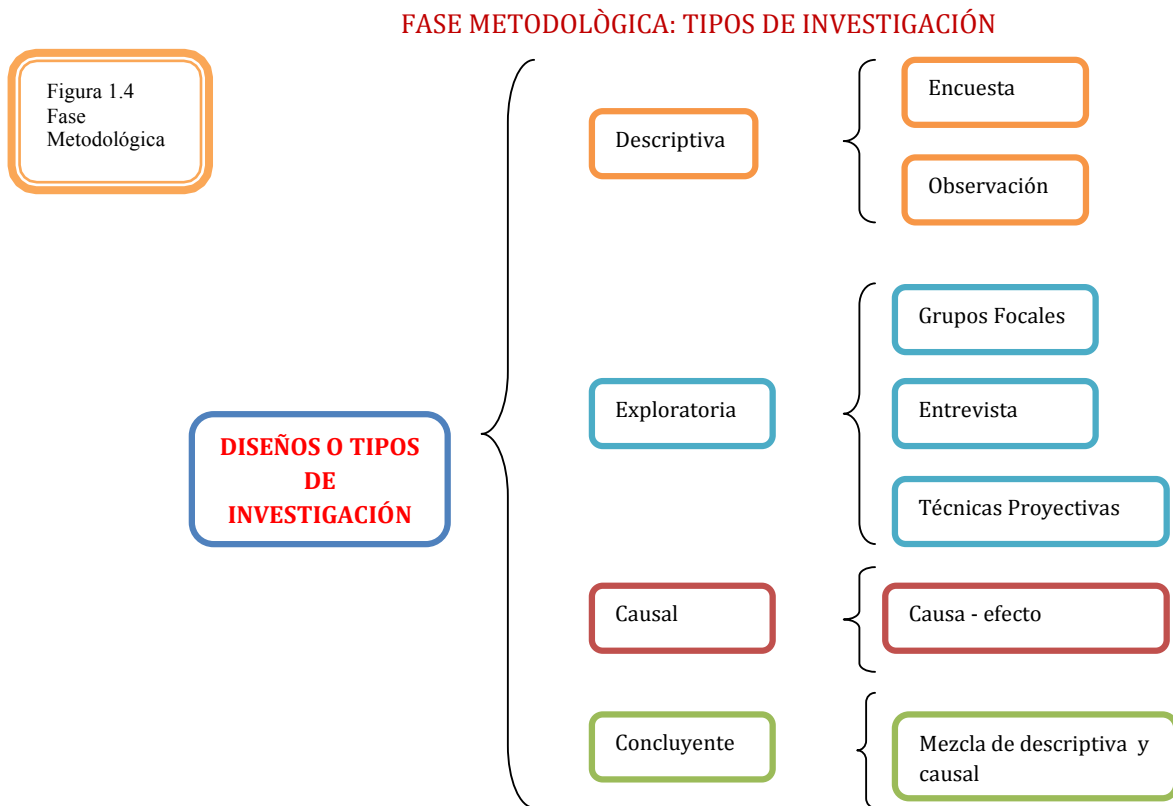 FASE METODOLÒGICA: TIPOS DE INVESTIGACIÓN
Figura 1.4
Fase
Metodológica
DISEÑOS O TIPOS
DE
INVESTIGACIÓN
Descriptiva
Encuesta
Observación
Exploratoria
Grupos Focales
Entrevista
Técnicas Proyectivas
Causal
Causa - efecto
Concluyente
Mezcla de descriptiva y
causal